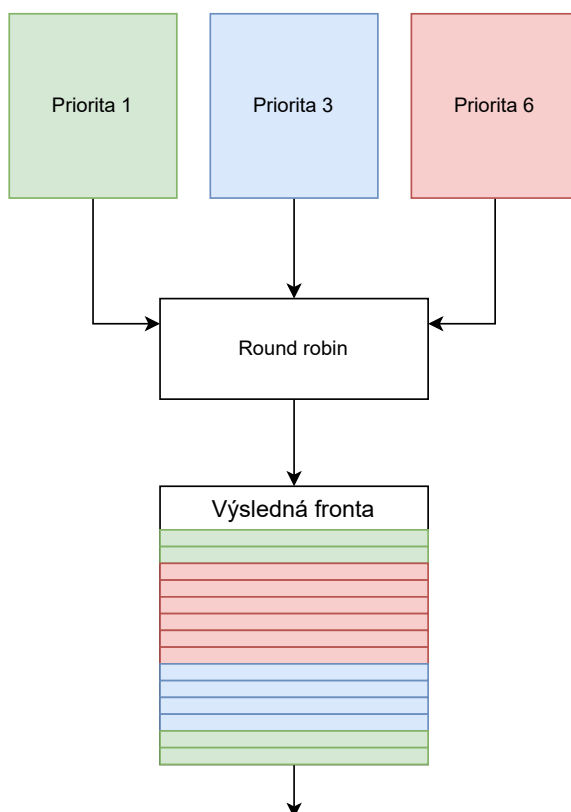 Priorita 1
Priorita 3
Priorita 6
Round robin
Výsledná fronta